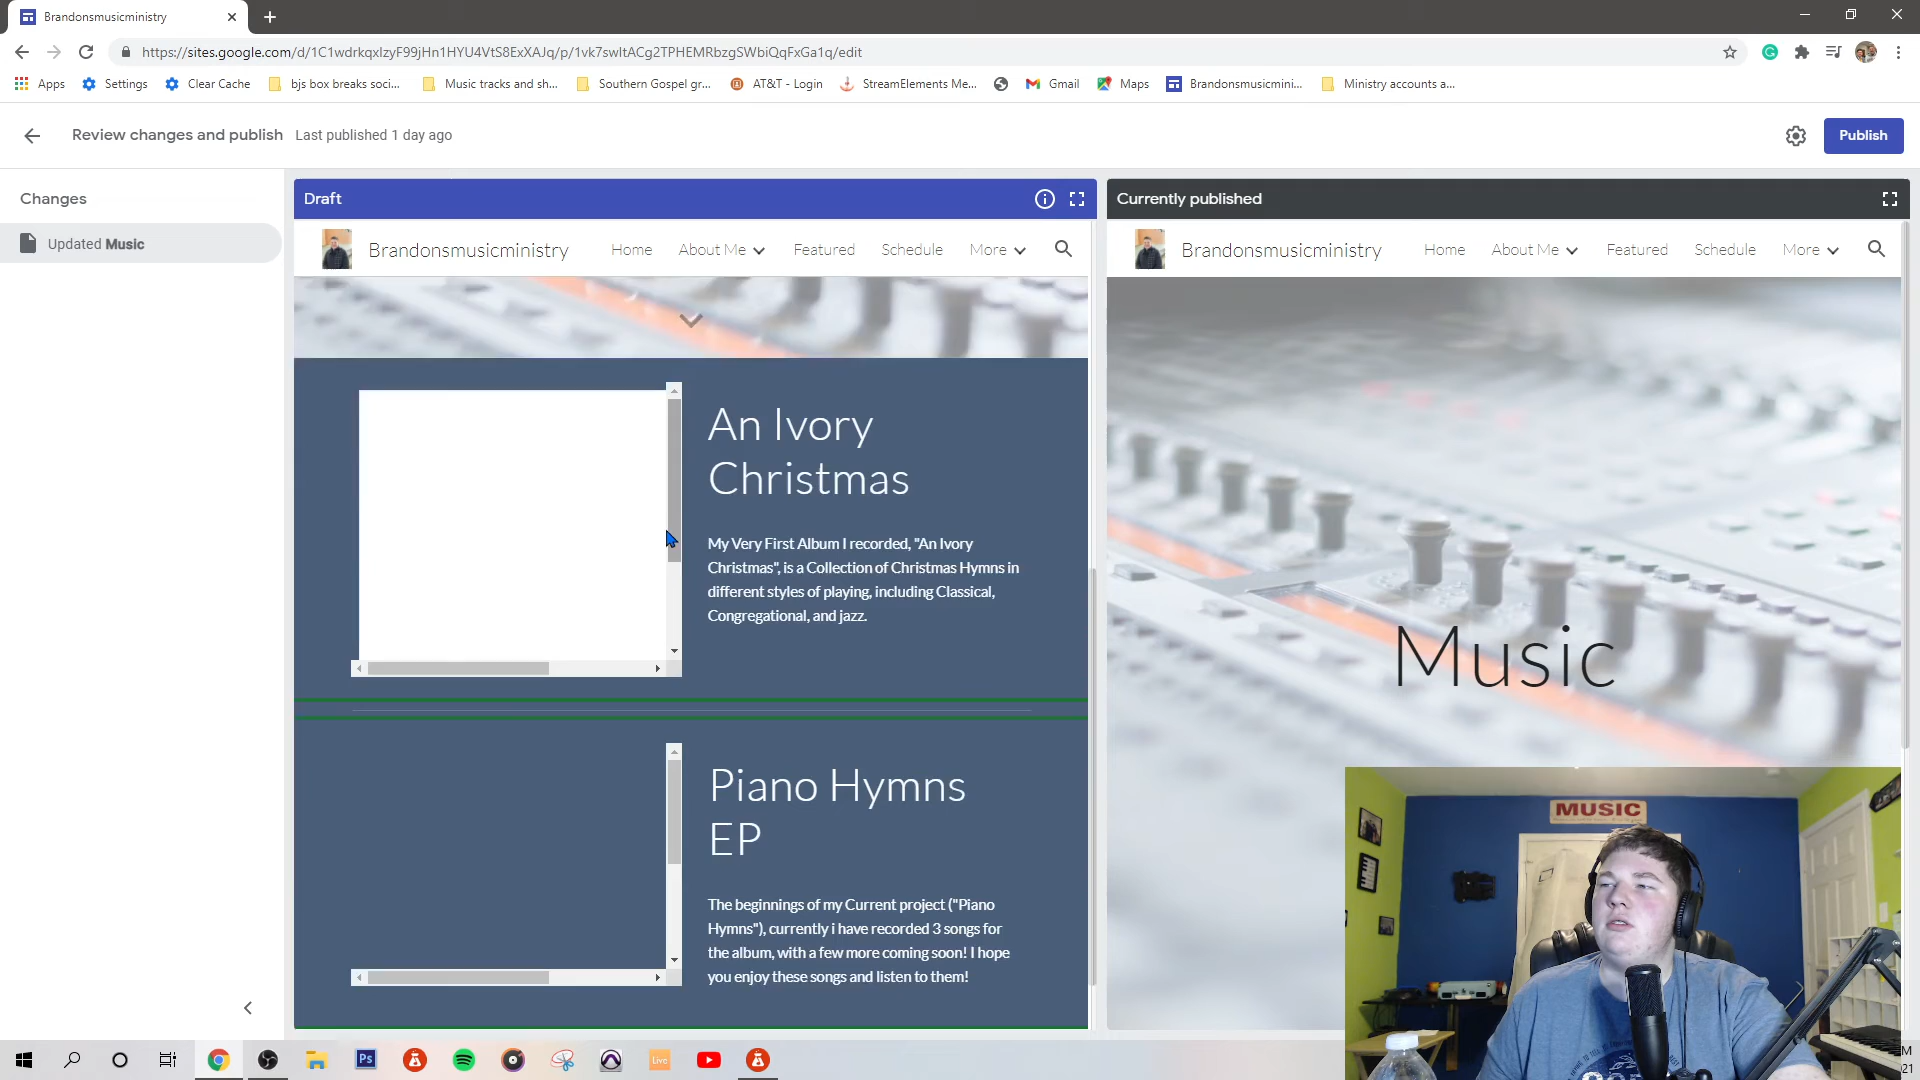 Brandonsmusicministry
https://sites.google.com/d/1C1wdrkqxIzyF99jHn1HYU4VtS8ExXAJq/p/1vk7swItACg2TPHEMRbzgSWbiQqFxGa1q/edit
Apps Settings Clear Cache bjs box breaks soci... Music tracks and sh... Southern Gospel gr... AT&T - Login StreamElements Me... Gmail Maps Brandonsmusicmini... Ministry accounts a...
Review changes and publish Last published 1 day ago Publish
Changes
Updated Music
Draft
Brandonsmusicministry Home About Me Featured Schedule More
An Ivory
Christmas
My Very First Album I recorded, "An Ivory
Christmas", is a Collection of Christmas Hymns in
different styles of playing, including Classical,
Congregational, and jazz.
Piano Hymns
EP
The beginnings of my Current project ("Piano
Hymns"), currently i have recorded 3 songs for
the album, with a few more coming soon! I hope
you enjoy these songs and listen to them!
Currently published
Brandonsmusicministry Home About Me Featured Schedule More
Music
MUSIC
Ps
Live
M
21